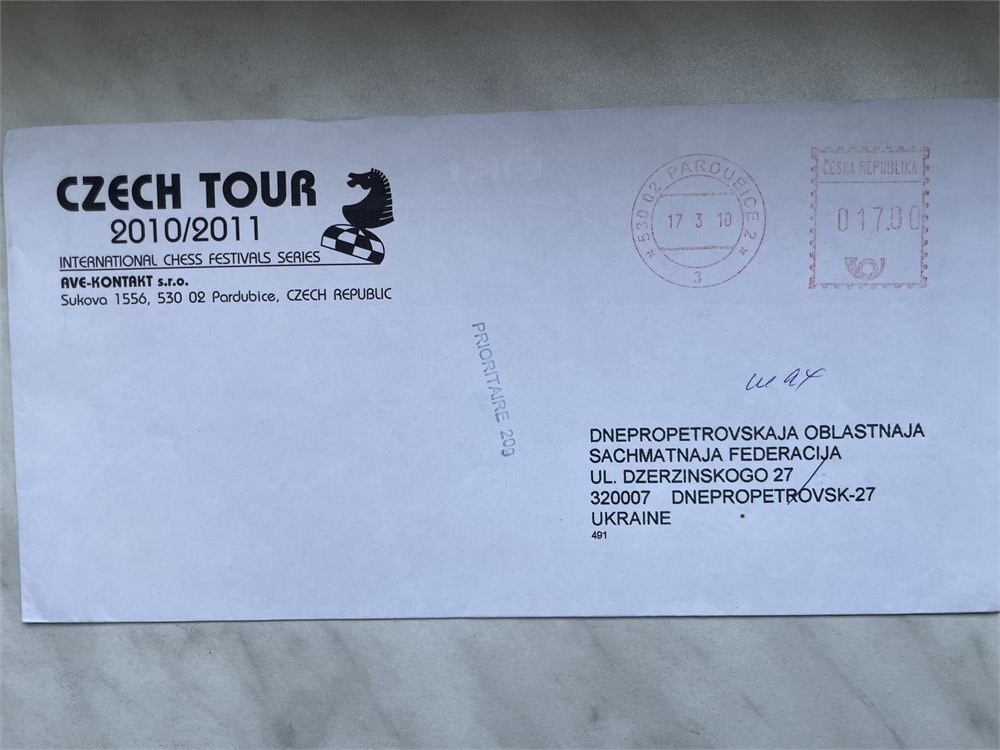 CZECH TOUR
2010/2011
INTERNATIONAL CHESS FESTIVALS SERIES
AVE-KONTAKT s.r.o.
Sukova 1556, 530 02 Pardubice, CZECH REPUBLIC
* 530 02 PARDUBICE 2 *
17 3 10
3
ČESKÁ REPUBLIKA
017.00
PRIORITAIRE 20g
DNEPROPETROVSKAJA OBLASTNAJA
SACHMATNAJA FEDERACIJA
UL. DZERZINSKOGO 27
320007 DNEPROPETROVSK-27
UKRAINE
491